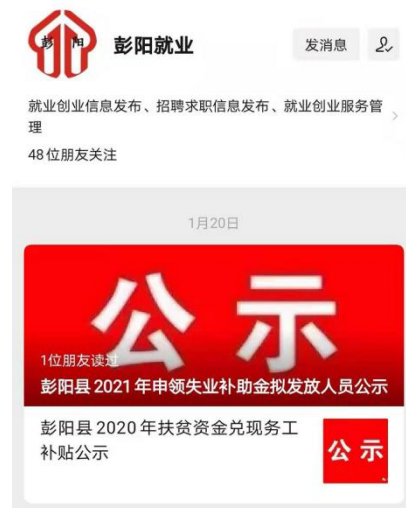 彭 阳
彭阳就业
发消息
就业创业信息发布、招聘求职信息发布、就业创业服务管
理
48位朋友关注
1月20日
公示
1位朋友读过
彭阳县2021年申领失业补助金拟发放人员公示
彭阳县2020年扶贫资金兑现务工
补贴公示
公示